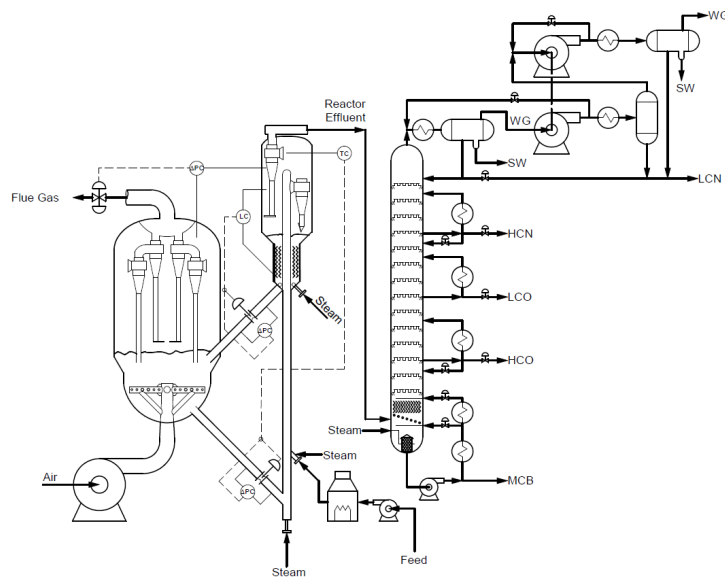 WG
SW
Reactor
Effluent
WG
SW
TC
ΔPC
Flue Gas
LCN
LC
HCN
LCO
Steam
ΔPC
HCO
Steam
Steam
Air
ΔPC
MCB
Feed
Steam